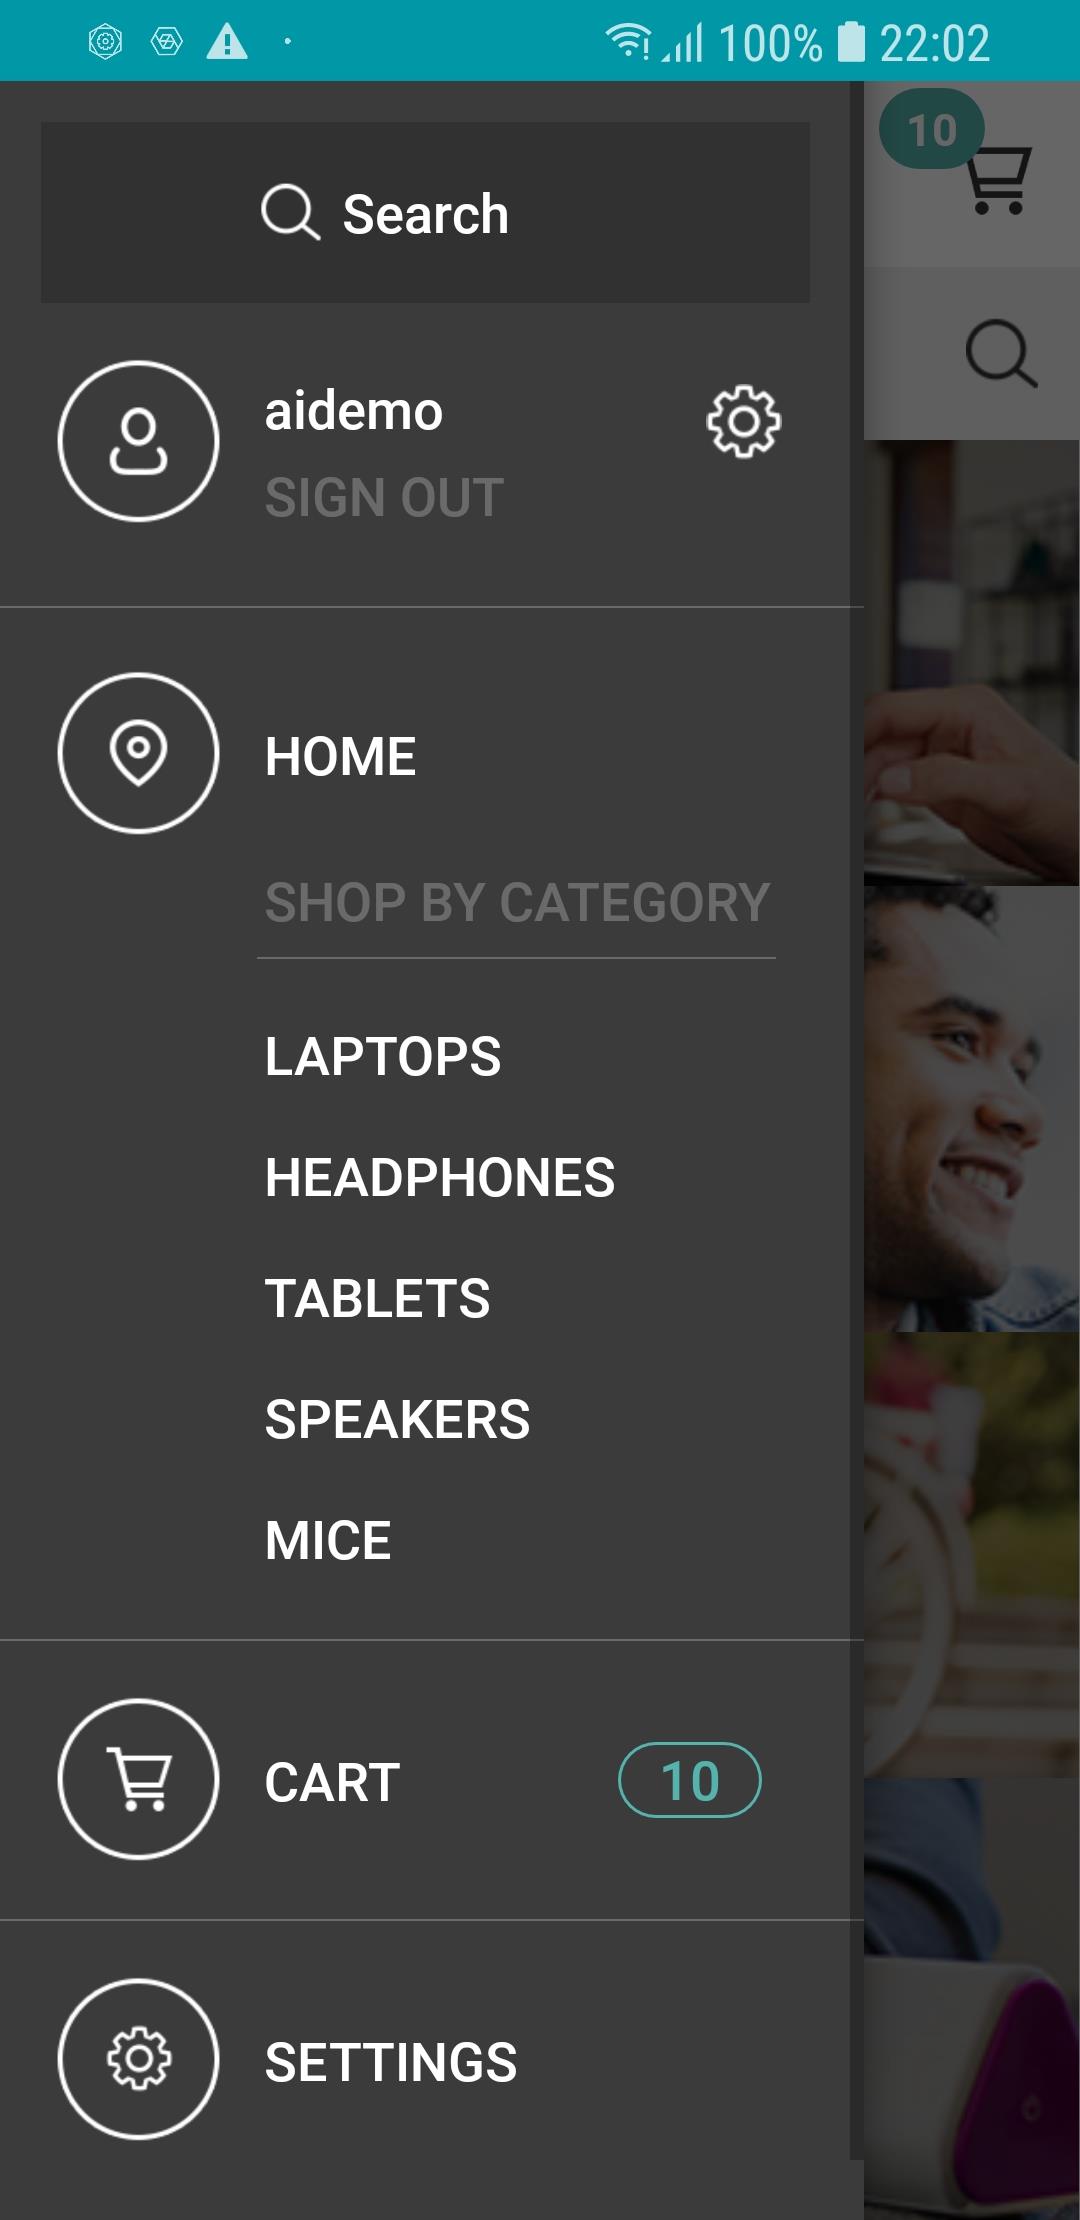 100% 22:02
10
Search
aidemo
SIGN OUT
HOME
SHOP BY CATEGORY
LAPTOPS
HEADPHONES
TABLETS
SPEAKERS
MICE
CART 10
SETTINGS